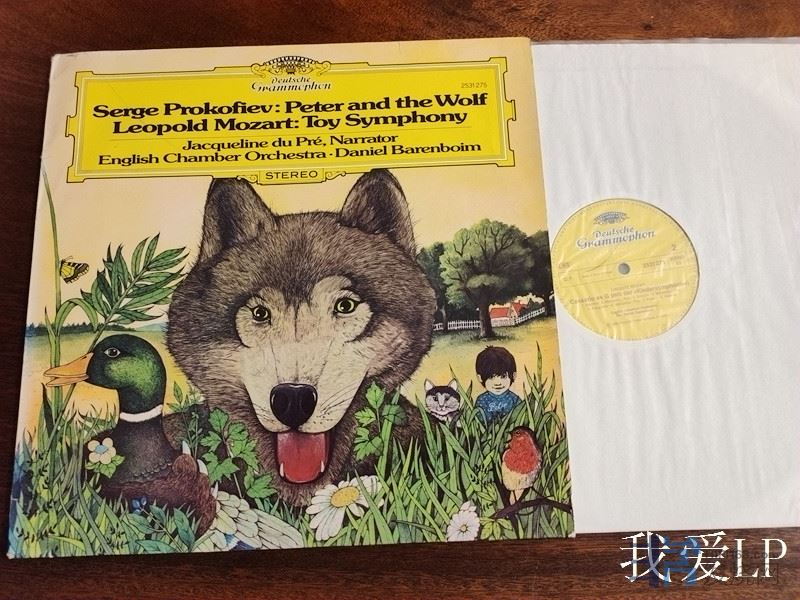 Deutsche
Grammophon
2531 275
Serge Prokofiev: Peter and the Wolf
Leopold Mozart: Toy Symphony
Jacqueline du Pré, Narrator
English Chamber Orchestra · Daniel Barenboim
STEREO
Deutsche
Grammophon
2
我爱LP